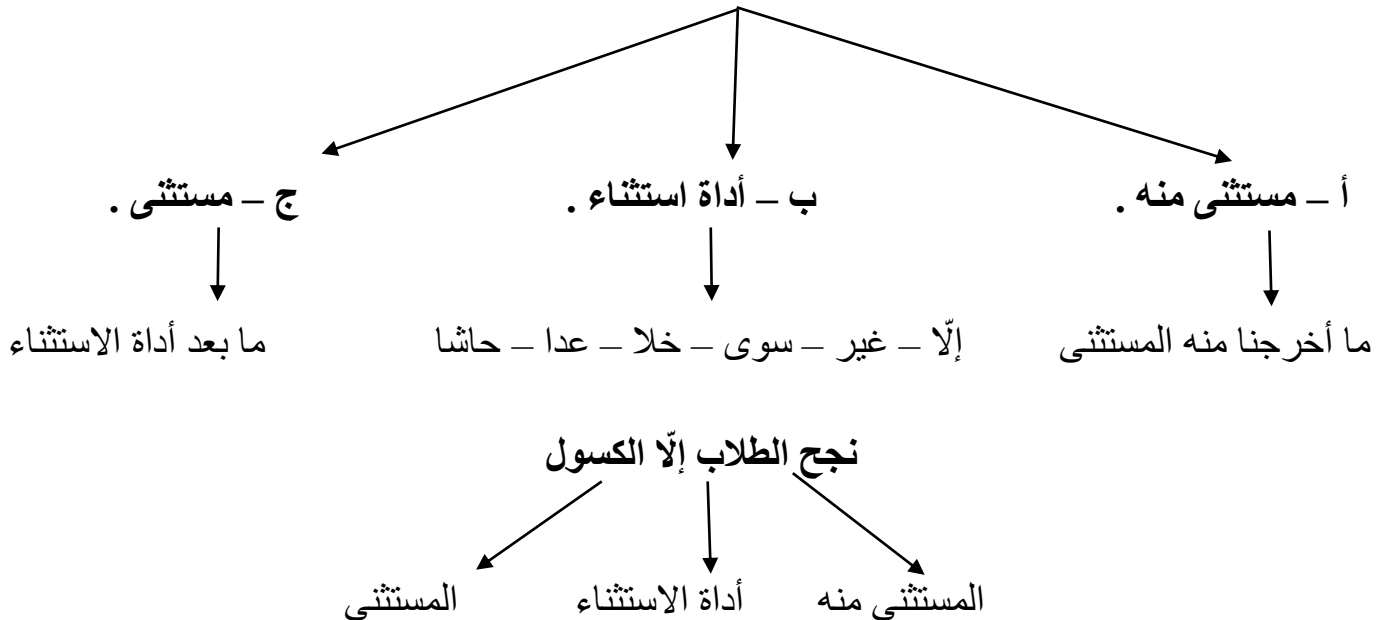 أ – مستثنى منه . ب – أداة استثناء . ج – مستثنى .
ما أخرجنا منه المستثنى إلّا – غير – سوى – خلا – عدا – حاشا ما بعد أداة الاستثناء
نجح الطلاب إلّا الكسول
المستثنى منه أداة الاستثناء المستثنى